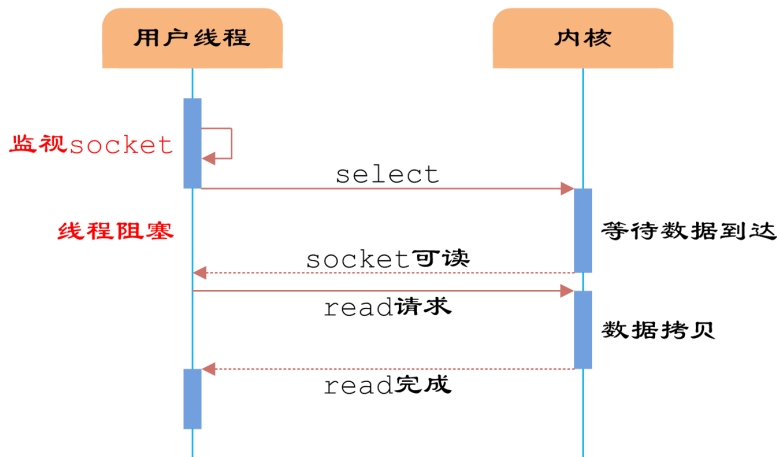 用户线程
内核
监视socket
select
线程阻塞
等待数据到达
socket可读
read请求
数据拷贝
read完成